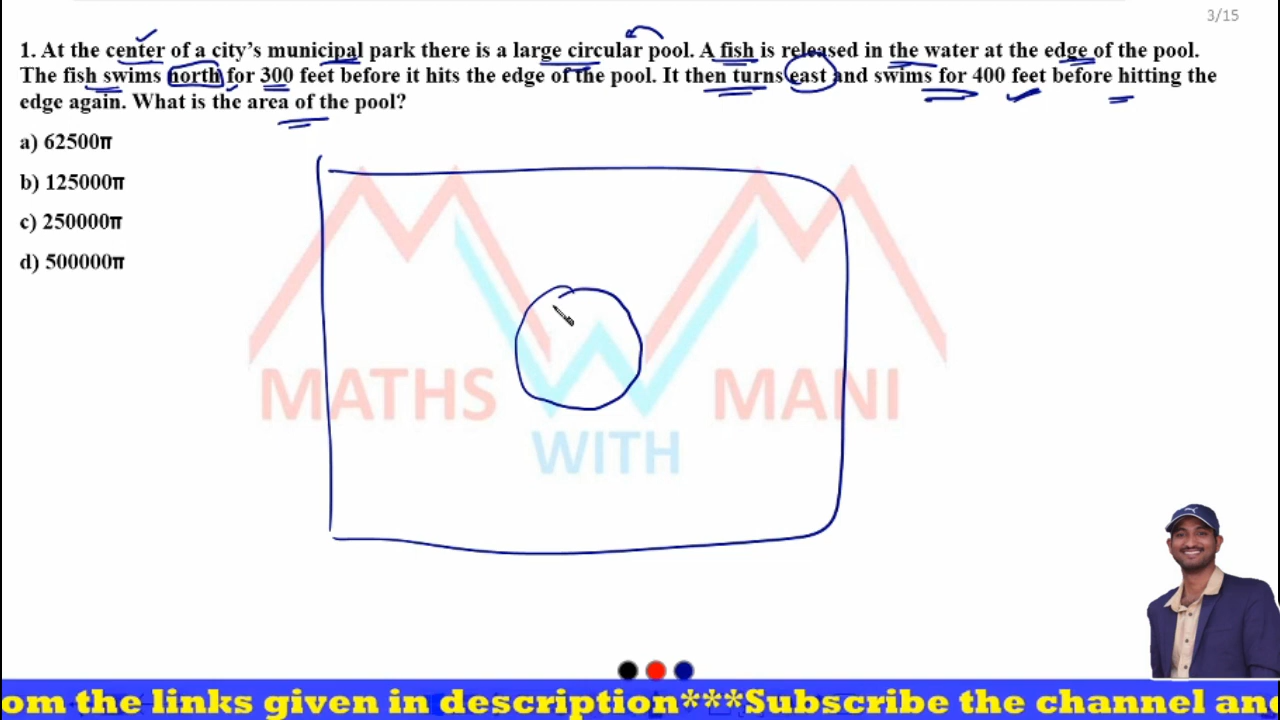 3/15
1. At the center of a city’s municipal park there is a large circular pool. A fish is released in the water at the edge of the pool.
The fish swims north for 300 feet before it hits the edge of the pool. It then turns east and swims for 400 feet before hitting the
edge again. What is the area of the pool?
a) 62500π
b) 125000π
c) 250000π
d) 500000π
MATHS MANI
WITH
om the links given in description***Subscribe the channel and